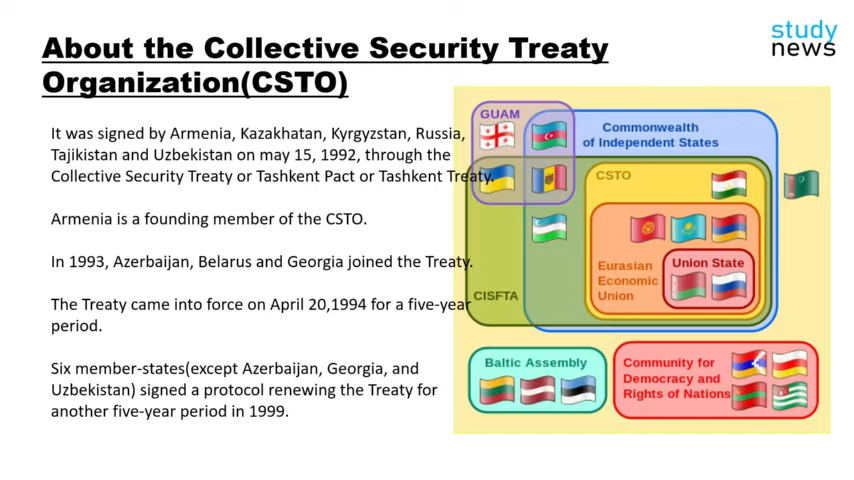 study
news
About the Collective Security Treaty
Organization(CSTO)
It was signed by Armenia, Kazakhatan, Kyrgyzstan, Russia,
Tajikistan and Uzbekistan on may 15, 1992, through the
Collective Security Treaty or Tashkent Pact or Tashkent Treaty.
Armenia is a founding member of the CSTO.
In 1993, Azerbaijan, Belarus and Georgia joined the Treaty.
The Treaty came into force on April 20,1994 for a five-year
period.
Six member-states(except Azerbaijan, Georgia, and
Uzbekistan) signed a protocol renewing the Treaty for
another five-year period in 1999.
GUAM
Commonwealth
of Independent States
CSTO
Eurasian
Economic
Union
Union State
CISFTA
Baltic Assembly
Community for
Democracy and
Rights of Nations